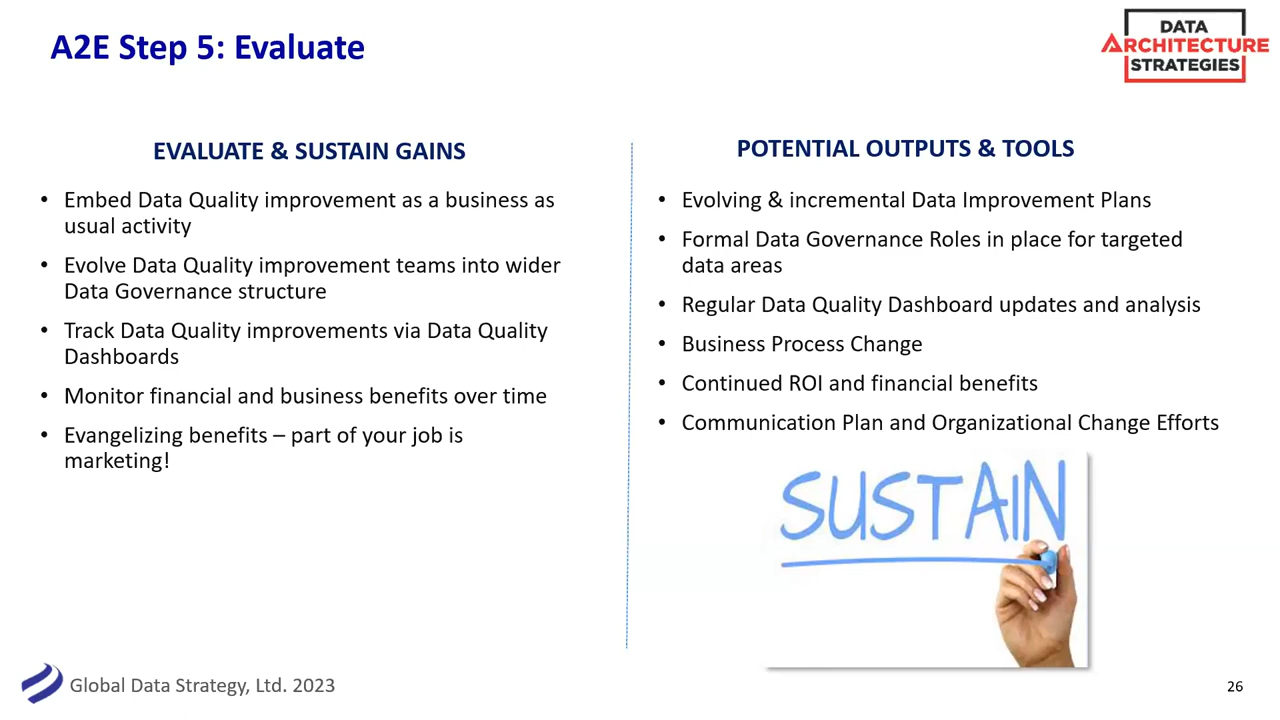 A2E Step 5: Evaluate
DATA
ARCHITECTURE
STRATEGIES
EVALUATE & SUSTAIN GAINS
• Embed Data Quality improvement as a business as
usual activity
• Evolve Data Quality improvement teams into wider
Data Governance structure
• Track Data Quality improvements via Data Quality
Dashboards
• Monitor financial and business benefits over time
• Evangelizing benefits – part of your job is
marketing!
POTENTIAL OUTPUTS & TOOLS
• Evolving & incremental Data Improvement Plans
• Formal Data Governance Roles in place for targeted
data areas
• Regular Data Quality Dashboard updates and analysis
• Business Process Change
• Continued ROI and financial benefits
• Communication Plan and Organizational Change Efforts
SUSTAIN
Global Data Strategy, Ltd. 2023
26